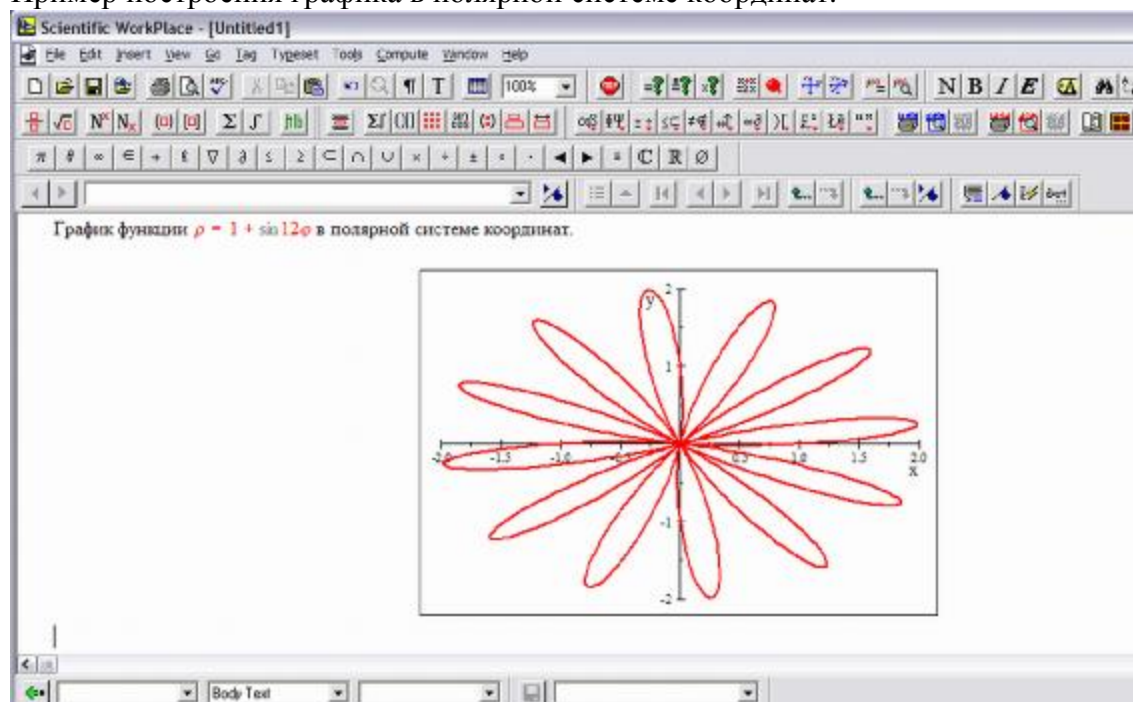 Пример построения графика в полярной системе координат.
Scientific WorkPlace - [Untitled1]
File Edit Insert View Go Tag Typeset Tools Compute Window Help
100%
N B I E
График функции ρ = 1 + sin 12φ в полярной системе координат.
y 2
1
-2.0 -1.5 -1.0 -0.5 0.5 1.0 1.5 2.0
x
-1
-2
Body Text